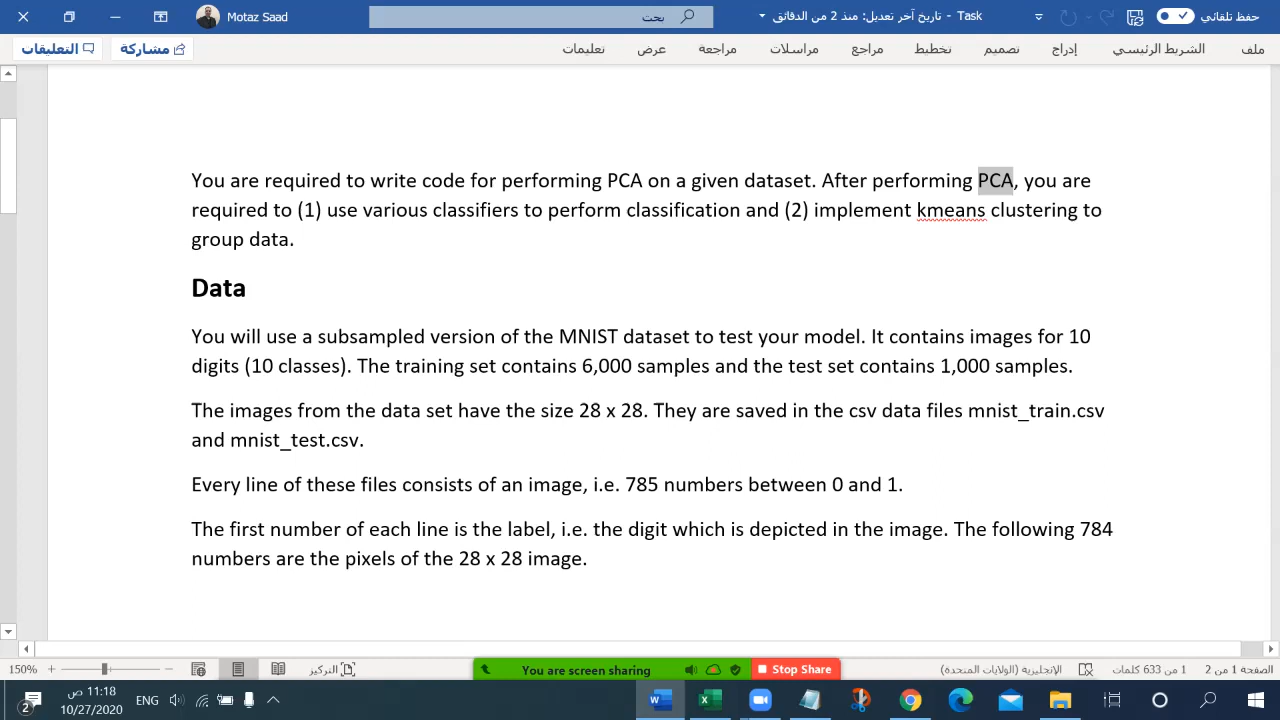 حفظ تلقائي
Task - تاريخ آخر تعديل: منذ 2 من الدقائق
بحث
Motaz Saad
ملف الشريط الرئيسي إدراج تصميم تخطيط مراجع مراسلات مراجعة عرض تعليمات
مشاركة التعليقات
You are required to write code for performing PCA on a given dataset. After performing PCA, you are
required to (1) use various classifiers to perform classification and (2) implement kmeans clustering to
group data.
Data
You will use a subsampled version of the MNIST dataset to test your model. It contains images for 10
digits (10 classes). The training set contains 6,000 samples and the test set contains 1,000 samples.
The images from the data set have the size 28 x 28. They are saved in the csv data files mnist_train.csv
and mnist_test.csv.
Every line of these files consists of an image, i.e. 785 numbers between 0 and 1.
The first number of each line is the label, i.e. the digit which is depicted in the image. The following 784
numbers are the pixels of the 28 x 28 image.
الصفحة 1 من 2 1 من 633 كلمات الإنجليزية (الولايات المتحدة)
You are screen sharing Stop Share
التركيز
150%
11:18 ص
ENG
10/27/2020
2